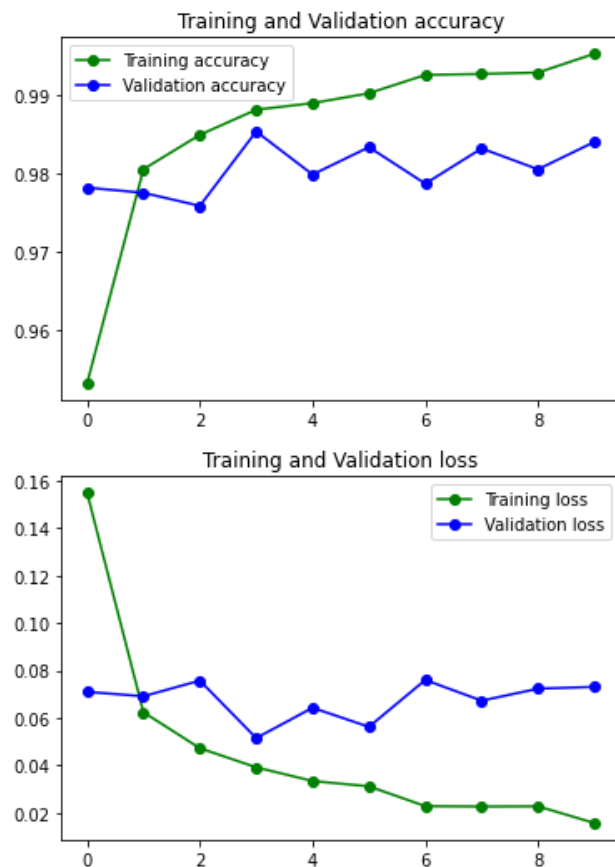 Training and Validation accuracy
Training accuracy
Validation accuracy
0.99
0.98
0.97
0.96
0 2 4 6 8
Training and Validation loss
0.16
Training loss
Validation loss
0.14
0.12
0.10
0.08
0.06
0.04
0.02
0 2 4 6 8